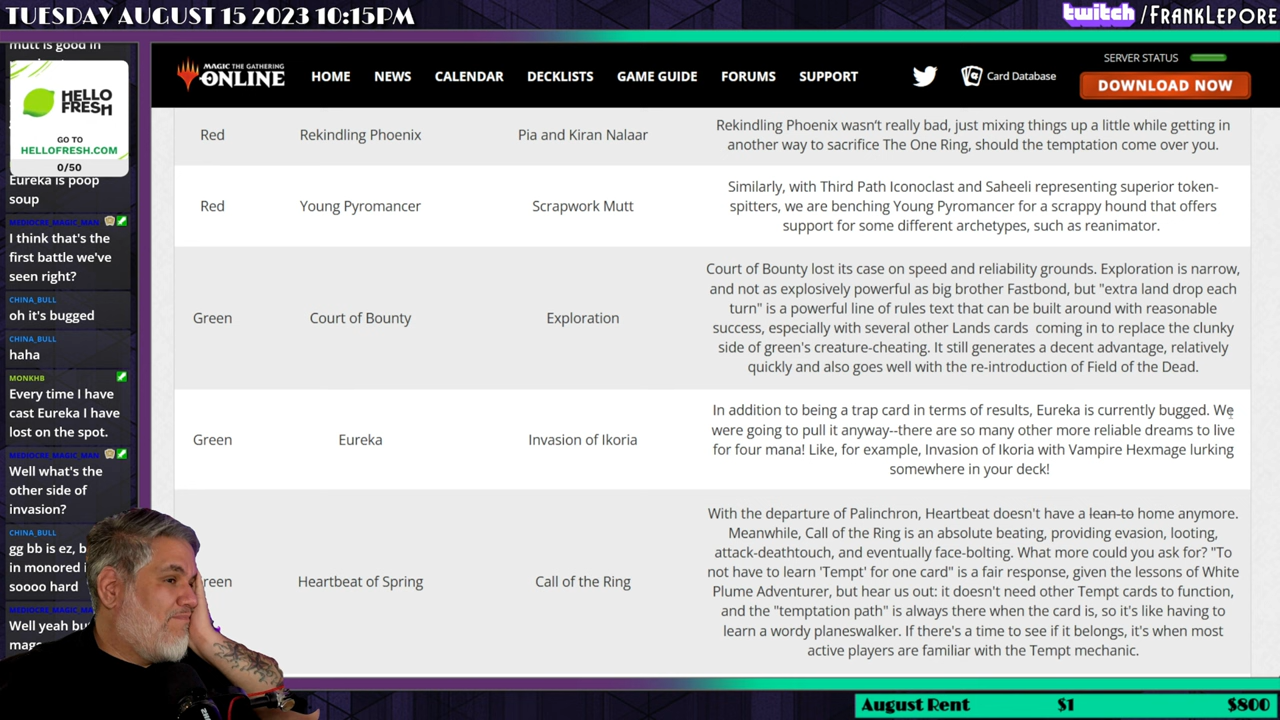 TUESDAY AUGUST 15 2023 10:15PM
twitch /FRANKLEPORE
mutt is good in
HELLO
FRESH
GO TO
HELLOFRESH.COM
0/50
Eureka is poop
soup
MEDIOCRE_MAGIC_MAN
I think that's the
first battle we've
seen right?
CHINA_BULL
oh it's bugged
CHINA_BULL
haha
MONKHB
Every time I have
cast Eureka I have
lost on the spot.
MEDIOCRE_MAGIC_MAN
Well what's the
other side of
invasion?
CHINA_BULL
gg bb is ez, b
in monored
soooo hard
MEDIOCRE_MAGIC_MA
Well yeah bu
MAGIC THE GATHERING
ONLINE
HOME NEWS CALENDAR DECKLISTS GAME GUIDE FORUMS SUPPORT
Card Database
SERVER STATUS
DOWNLOAD NOW
Red Rekindling Phoenix Pia and Kiran Nalaar
Rekindling Phoenix wasn't really bad, just mixing things up a little while getting in
another way to sacrifice The One Ring, should the temptation come over you.
Red Young Pyromancer Scrapwork Mutt
Similarly, with Third Path Iconoclast and Saheeli representing superior token-
spitters, we are benching Young Pyromancer for a scrappy hound that offers
support for some different archetypes, such as reanimator.
Green Court of Bounty Exploration
Court of Bounty lost its case on speed and reliability grounds. Exploration is narrow,
and not as explosively powerful as big brother Fastbond, but "extra land drop each
turn" is a powerful line of rules text that can be built around with reasonable
success, especially with several other Lands cards coming in to replace the clunky
side of green's creature-cheating. It still generates a decent advantage, relatively
quickly and also goes well with the re-introduction of Field of the Dead.
Green Eureka Invasion of Ikoria
In addition to being a trap card in terms of results, Eureka is currently bugged. We
were going to pull it anyway--there are so many other more reliable dreams to live
for four mana! Like, for example, Invasion of Ikoria with Vampire Hexmage lurking
somewhere in your deck!
reen Heartbeat of Spring Call of the Ring
With the departure of Palinchron, Heartbeat doesn't have a lean-to home anymore.
Meanwhile, Call of the Ring is an absolute beating, providing evasion, looting,
attack-deathtouch, and eventually face-bolting. What more could you ask for? "To
not have to learn 'Tempt' for one card" is a fair response, given the lessons of White
Plume Adventurer, but hear us out: it doesn't need other Tempt cards to function,
and the "temptation path" is always there when the card is, so it's like having to
learn a wordy planeswalker. If there's a time to see if it belongs, it's when most
active players are familiar with the Tempt mechanic.
August Rent $1 $800